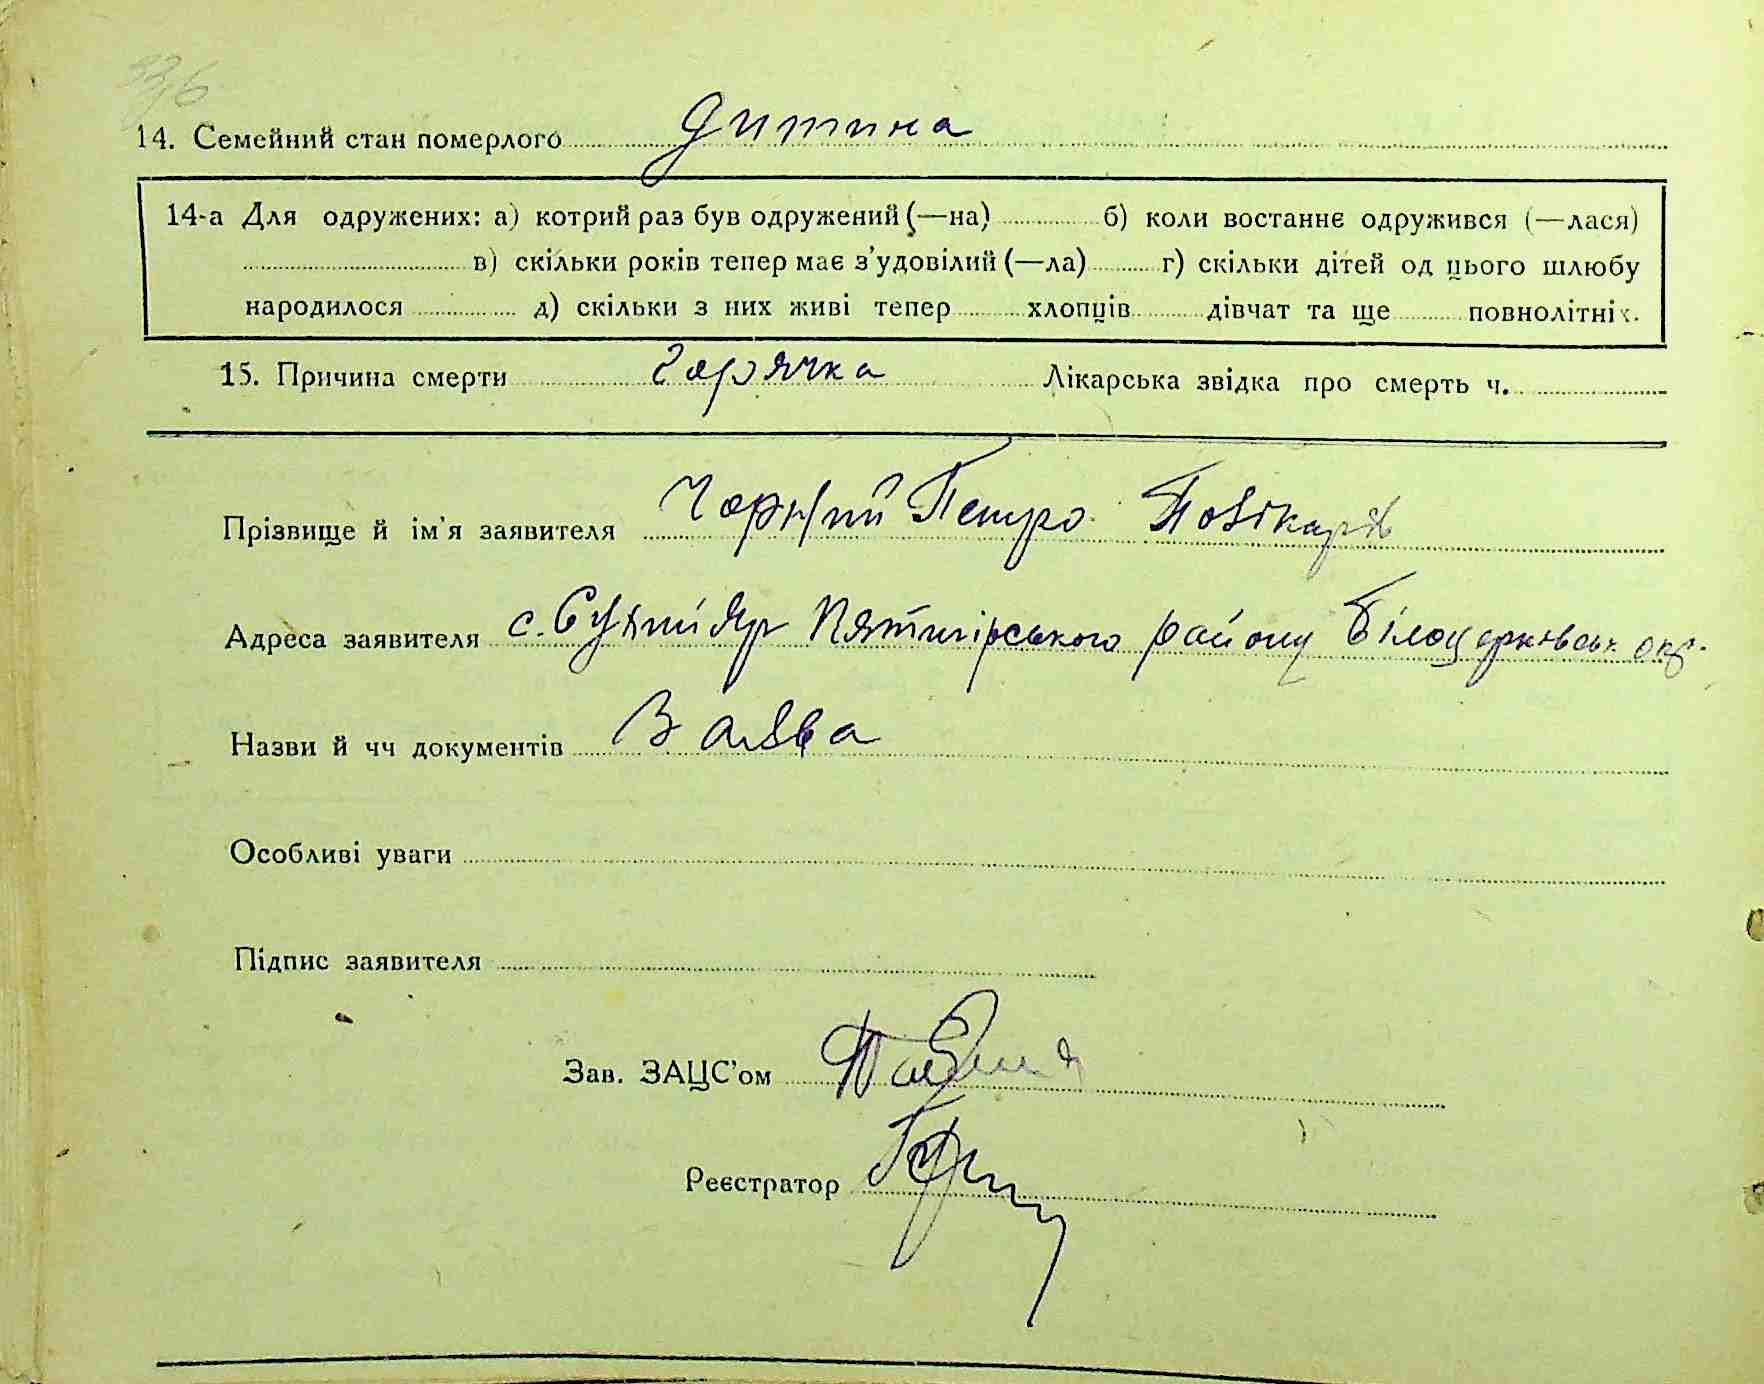 14. Семейний стан померлого дитина
14-а Для одружених: а) котрий раз був одружений (—на) б) коли востаннє одружився (—лася)
в) скільки років тепер має з’удовілий (—ла) г) скільки дітей од цього шлюбу
народилося д) скільки з них живі тепер хлопців дівчат та ще повнолітніх.
15. Причина смерти Горячка Лікарська звідка про смерть ч.
Прізвище й ім’я заявителя Чорний Петро
Адреса заявителя с. Яр Пятигірського району Білоцерківськ окр.
Назви й чч документів Заява
Особливі уваги
Підпис заявителя
Зав. ЗАЦС’ом
Реєстратор